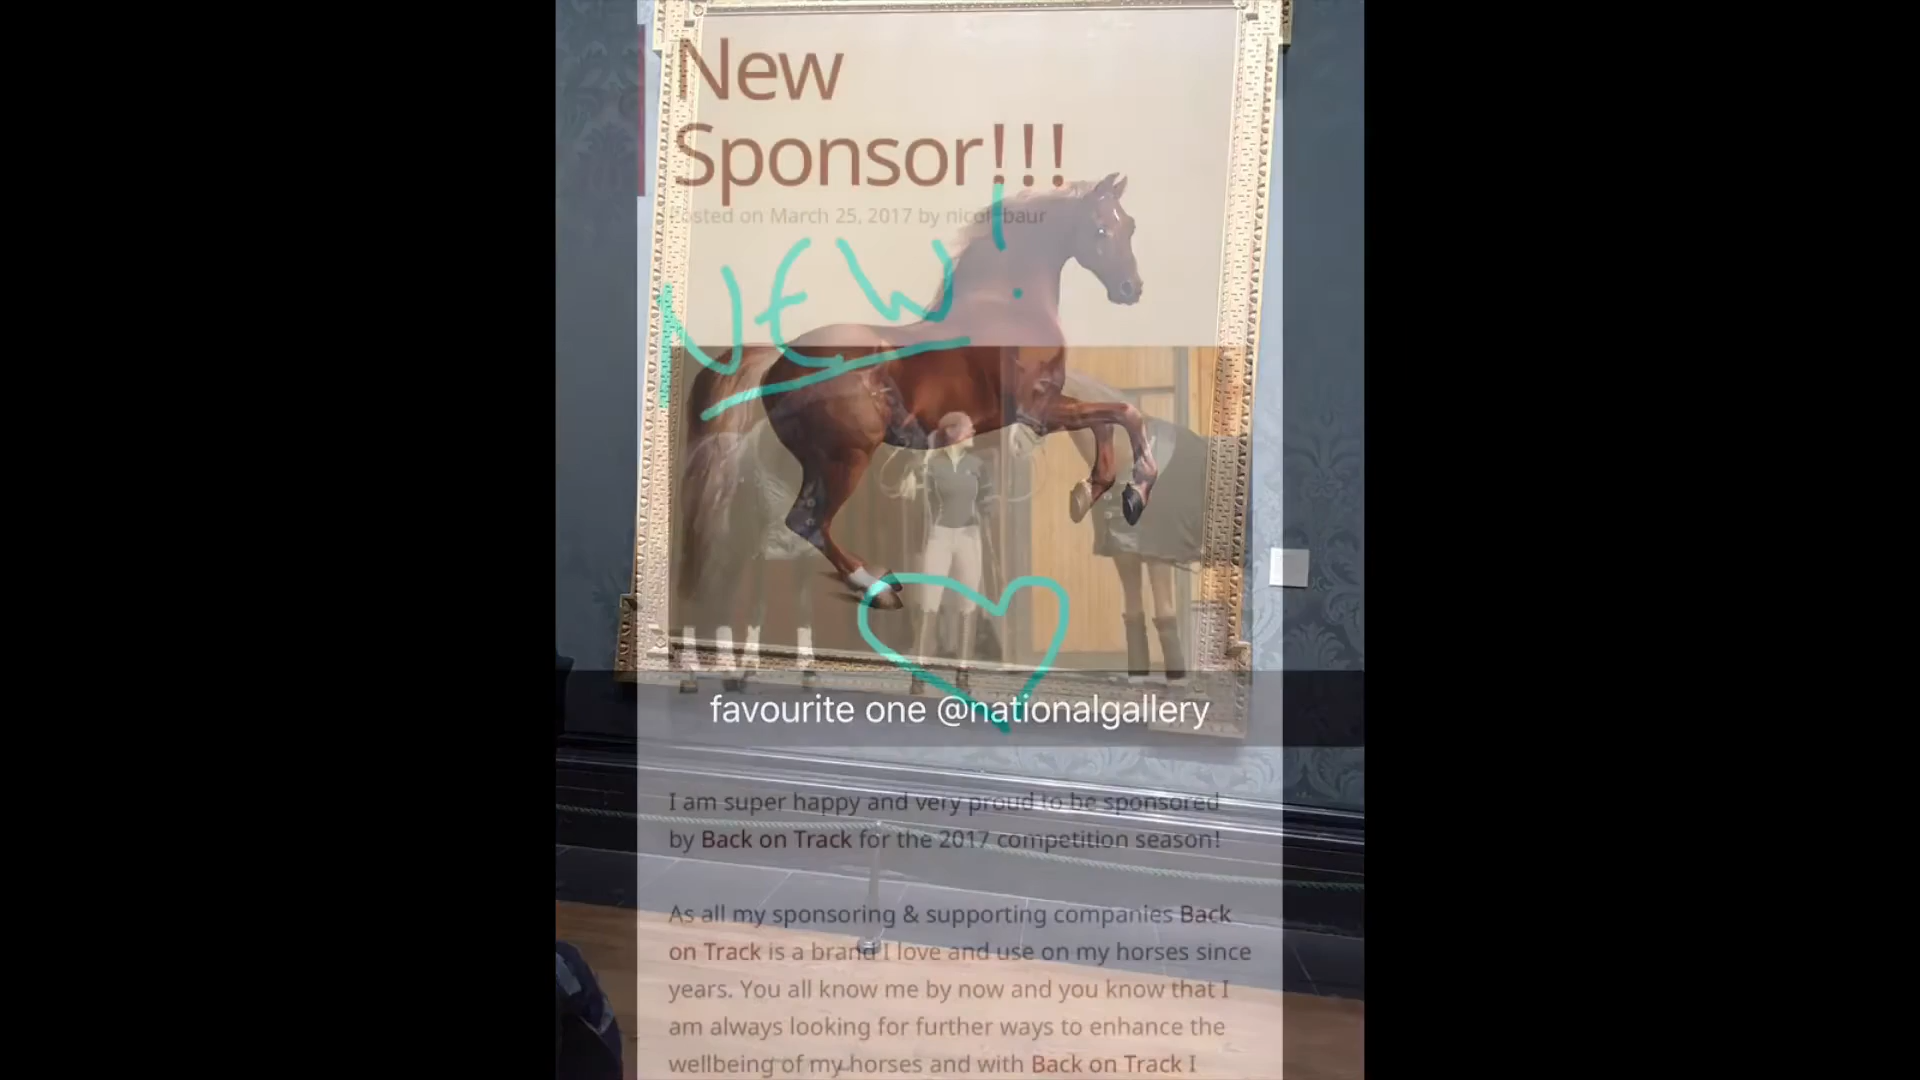 New
Sponsor!!!
Posted on March 25, 2017 by nicolebaur
NEW!
favourite one @nationalgallery
I am super happy and very proud to be sponsored
by Back on Track for the 2017 competition season!
As all my sponsoring & supporting companies Back
on Track is a brand I love and use on my horses since
years. You all know me by now and you know that I
am always looking for further ways to enhance the
wellbeing of my horses and with Back on Track I